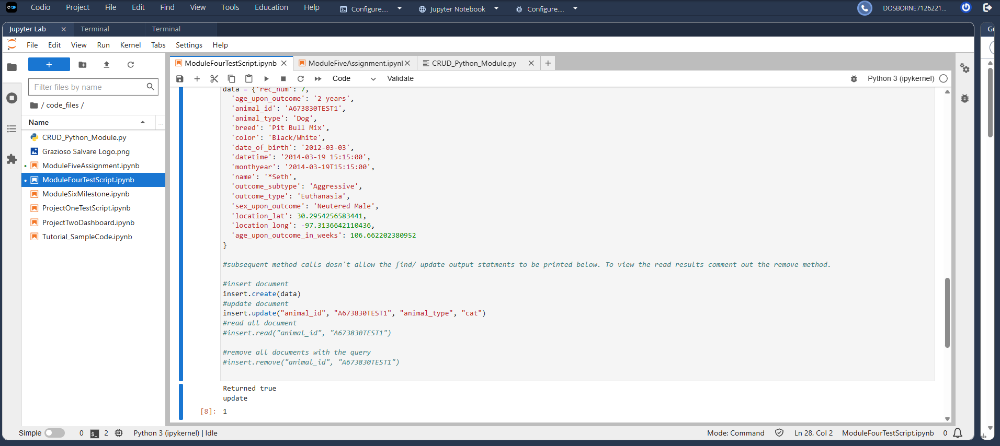 Codio Project File Edit Find View Tools Education Help Configure.... Jupyter Notebook Configure.... DOSBORNE7126221...
Jupyter Lab Terminal Terminal
File Edit View Run Kernel Tabs Settings Help
+
Filter files by name
/ code_files /
Name
CRUD_Python_Module.py
Grazioso Salvare Logo.png
ModuleFiveAssignment.ipynb
ModuleFourTestScript.ipynb
ModuleSixMilestone.ipynb
ProjectOneTestScript.ipynb
ProjectTwoDashboard.ipynb
Tutorial_SampleCode.ipynb
ModuleFourTestScript.ipynb ModuleFiveAssignment.ipynl CRUD_Python_Module.py +
Code Validate Python 3 (ipykernel)
data = {'rec_num': 7,
'age_upon_outcome': '2 years',
'animal_id': 'A673830TEST1',
'animal_type': 'Dog',
'breed': 'Pit Bull Mix',
'color': 'Black/White',
'date_of_birth': '2012-03-03',
'datetime': '2014-03-19 15:15:00',
'monthyear': '2014-03-19T15:15:00',
'name': '*Seth',
'outcome_subtype': 'Aggressive',
'outcome_type': 'Euthanasia',
'sex_upon_outcome': 'Neutered Male',
'location_lat': 30.2954256583441,
'location_long': -97.3136642110436,
'age_upon_outcome_in_weeks': 106.662202380952
}
#subsequent method calls dosn't allow the find/ update output statments to be printed below. To view the read results comment out the remove method.
#insert document
insert.create(data)
#update document
insert.update("animal_id", "A673830TEST1", "animal_type", "cat")
#read all document
#insert.read("animal_id", "A673830TEST1")
#remove all documents with the query
#insert.remove("animal_id", "A673830TEST1")
Returned true
update
[8]: 1
Simple 0 2 Python 3 (ipykernel) | Idle Mode: Command Ln 28, Col 2 ModuleFourTestScript.ipynb 0